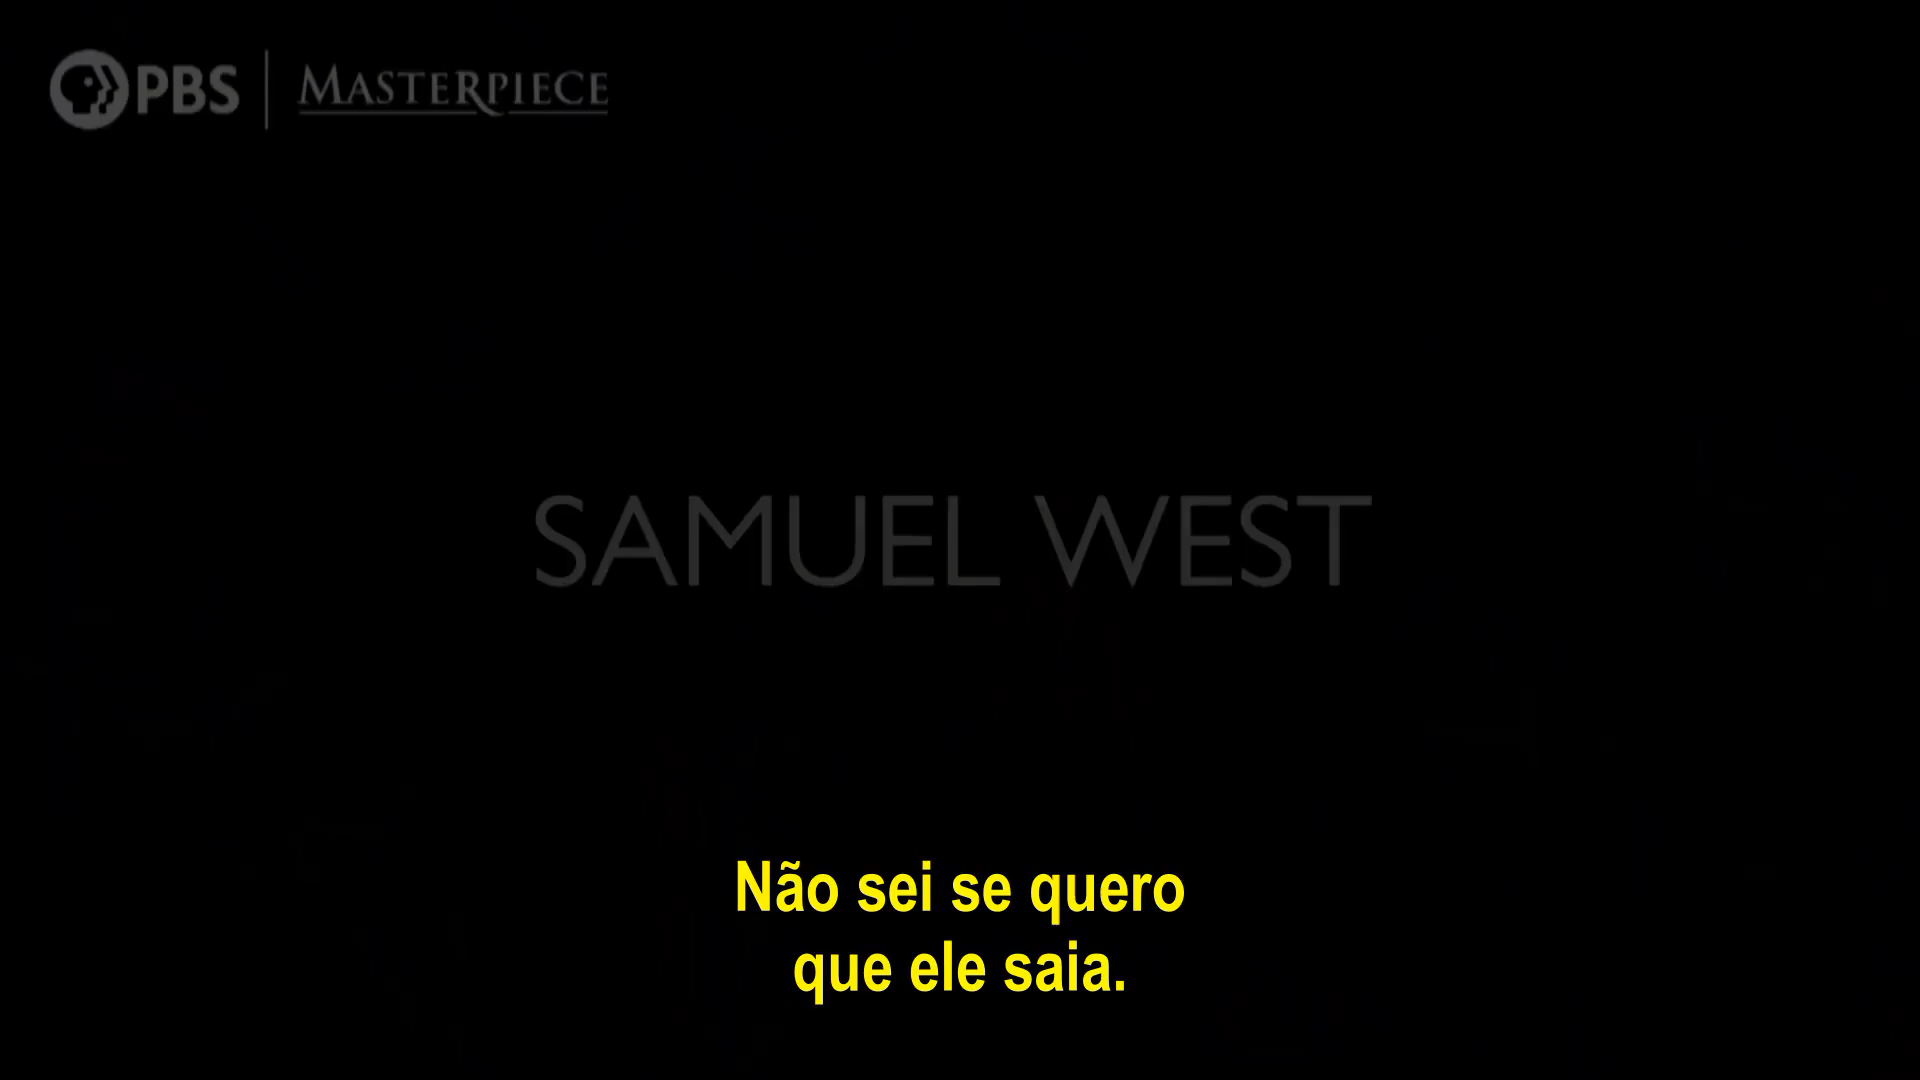 PBS | MASTERPIECE
SAMUEL WEST
Não sei se quero
que ele saia.